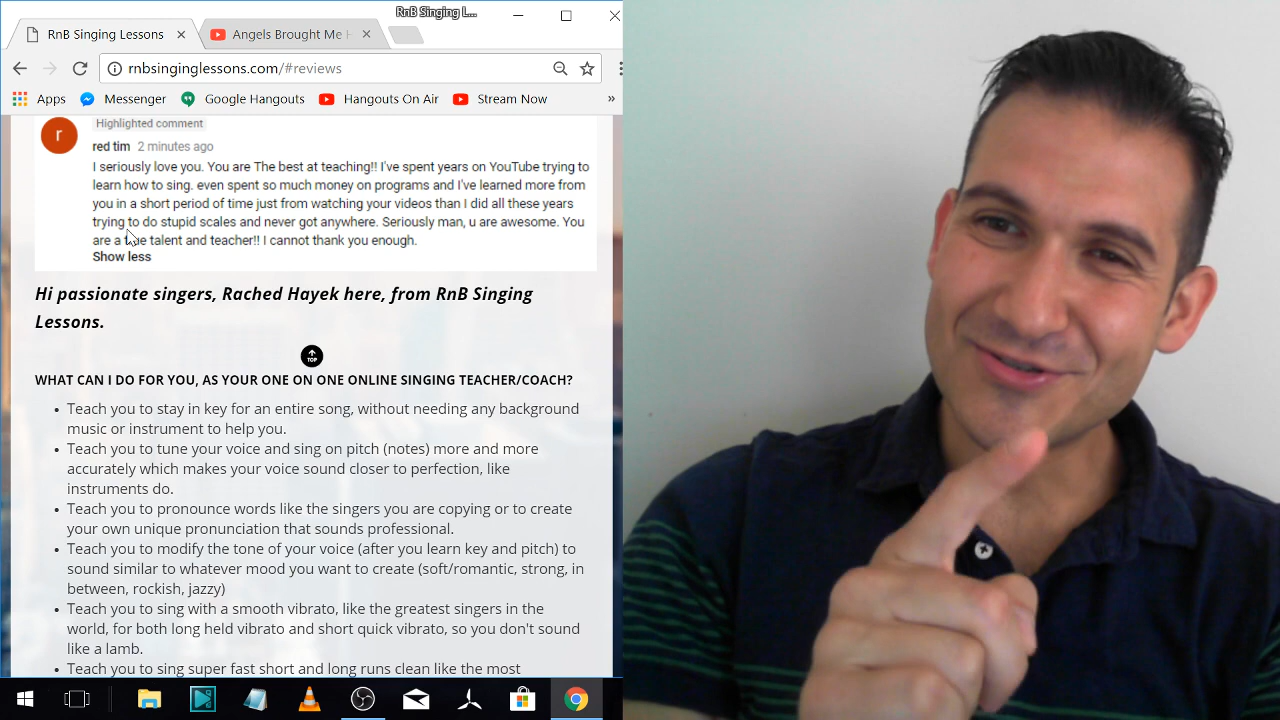 RnB Singing L...
RnB Singing Lessons
Angels Brought Me H
rnbsinginglessons.com/#reviews
Apps Messenger Google Hangouts Hangouts On Air Stream Now »
Highlighted comment
r
red tim 2 minutes ago
I seriously love you. You are The best at teaching!! I've spent years on YouTube trying to
learn how to sing. even spent so much money on programs and I've learned more from
you in a short period of time just from watching your videos than I did all these years
trying to do stupid scales and never got anywhere. Seriously man, u are awesome. You
are a true talent and teacher!! I cannot thank you enough.
Show less
Hi passionate singers, Rached Hayek here, from RnB Singing
Lessons.
TOP
WHAT CAN I DO FOR YOU, AS YOUR ONE ON ONE ONLINE SINGING TEACHER/COACH?
• Teach you to stay in key for an entire song, without needing any background
music or instrument to help you.
• Teach you to tune your voice and sing on pitch (notes) more and more
accurately which makes your voice sound closer to perfection, like
instruments do.
• Teach you to pronounce words like the singers you are copying or to create
your own unique pronunciation that sounds professional.
• Teach you to modify the tone of your voice (after you learn key and pitch) to
sound similar to whatever mood you want to create (soft/romantic, strong, in
between, rockish, jazzy)
• Teach you to sing with a smooth vibrato, like the greatest singers in the
world, for both long held vibrato and short quick vibrato, so you don't sound
like a lamb.
• Teach you to sing super fast short and long runs clean like the most